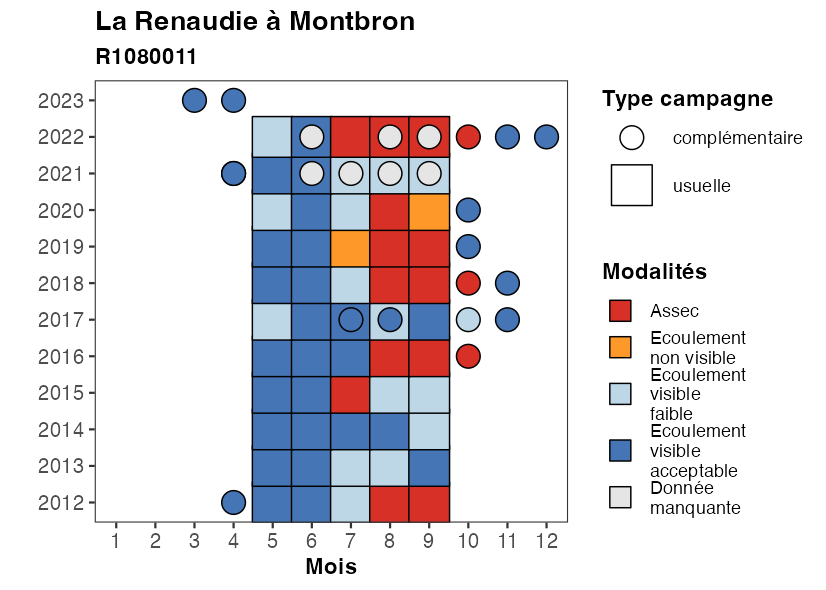 La Renaudie à Montbron
R1080011
2023
2022
2021
2020
2019
2018
2017
2016
2015
2014
2013
2012
1 2 3 4 5 6 7 8 9 10 11 12
Mois
Type campagne
complémentaire
usuelle
Modalités
Assec
Ecoulement
non visible
Ecoulement
visible
faible
Ecoulement
visible
acceptable
Donnée
manquante